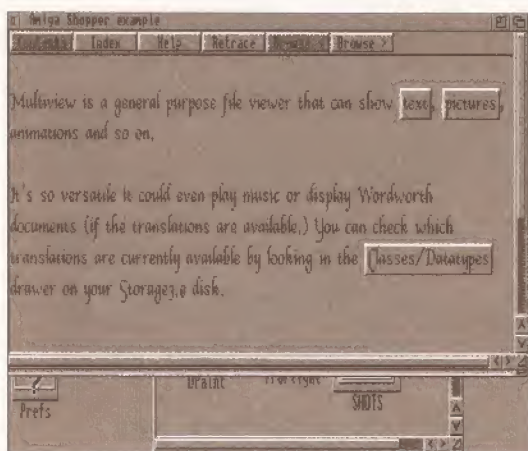 Amiga Shopper example
Contents Index Help Retrace Browse < Browse >
Multiview is a general purpose file viewer that can show text, pictures,
animations and so on.
It's so versatile it could even play music or display Wordworth
documents (if the translations are available.) You can check which
translations are currently available by looking in the Classes/Datatypes
drawer on your Storage3.0 disk.
DPaint
Prefs
SHOTS